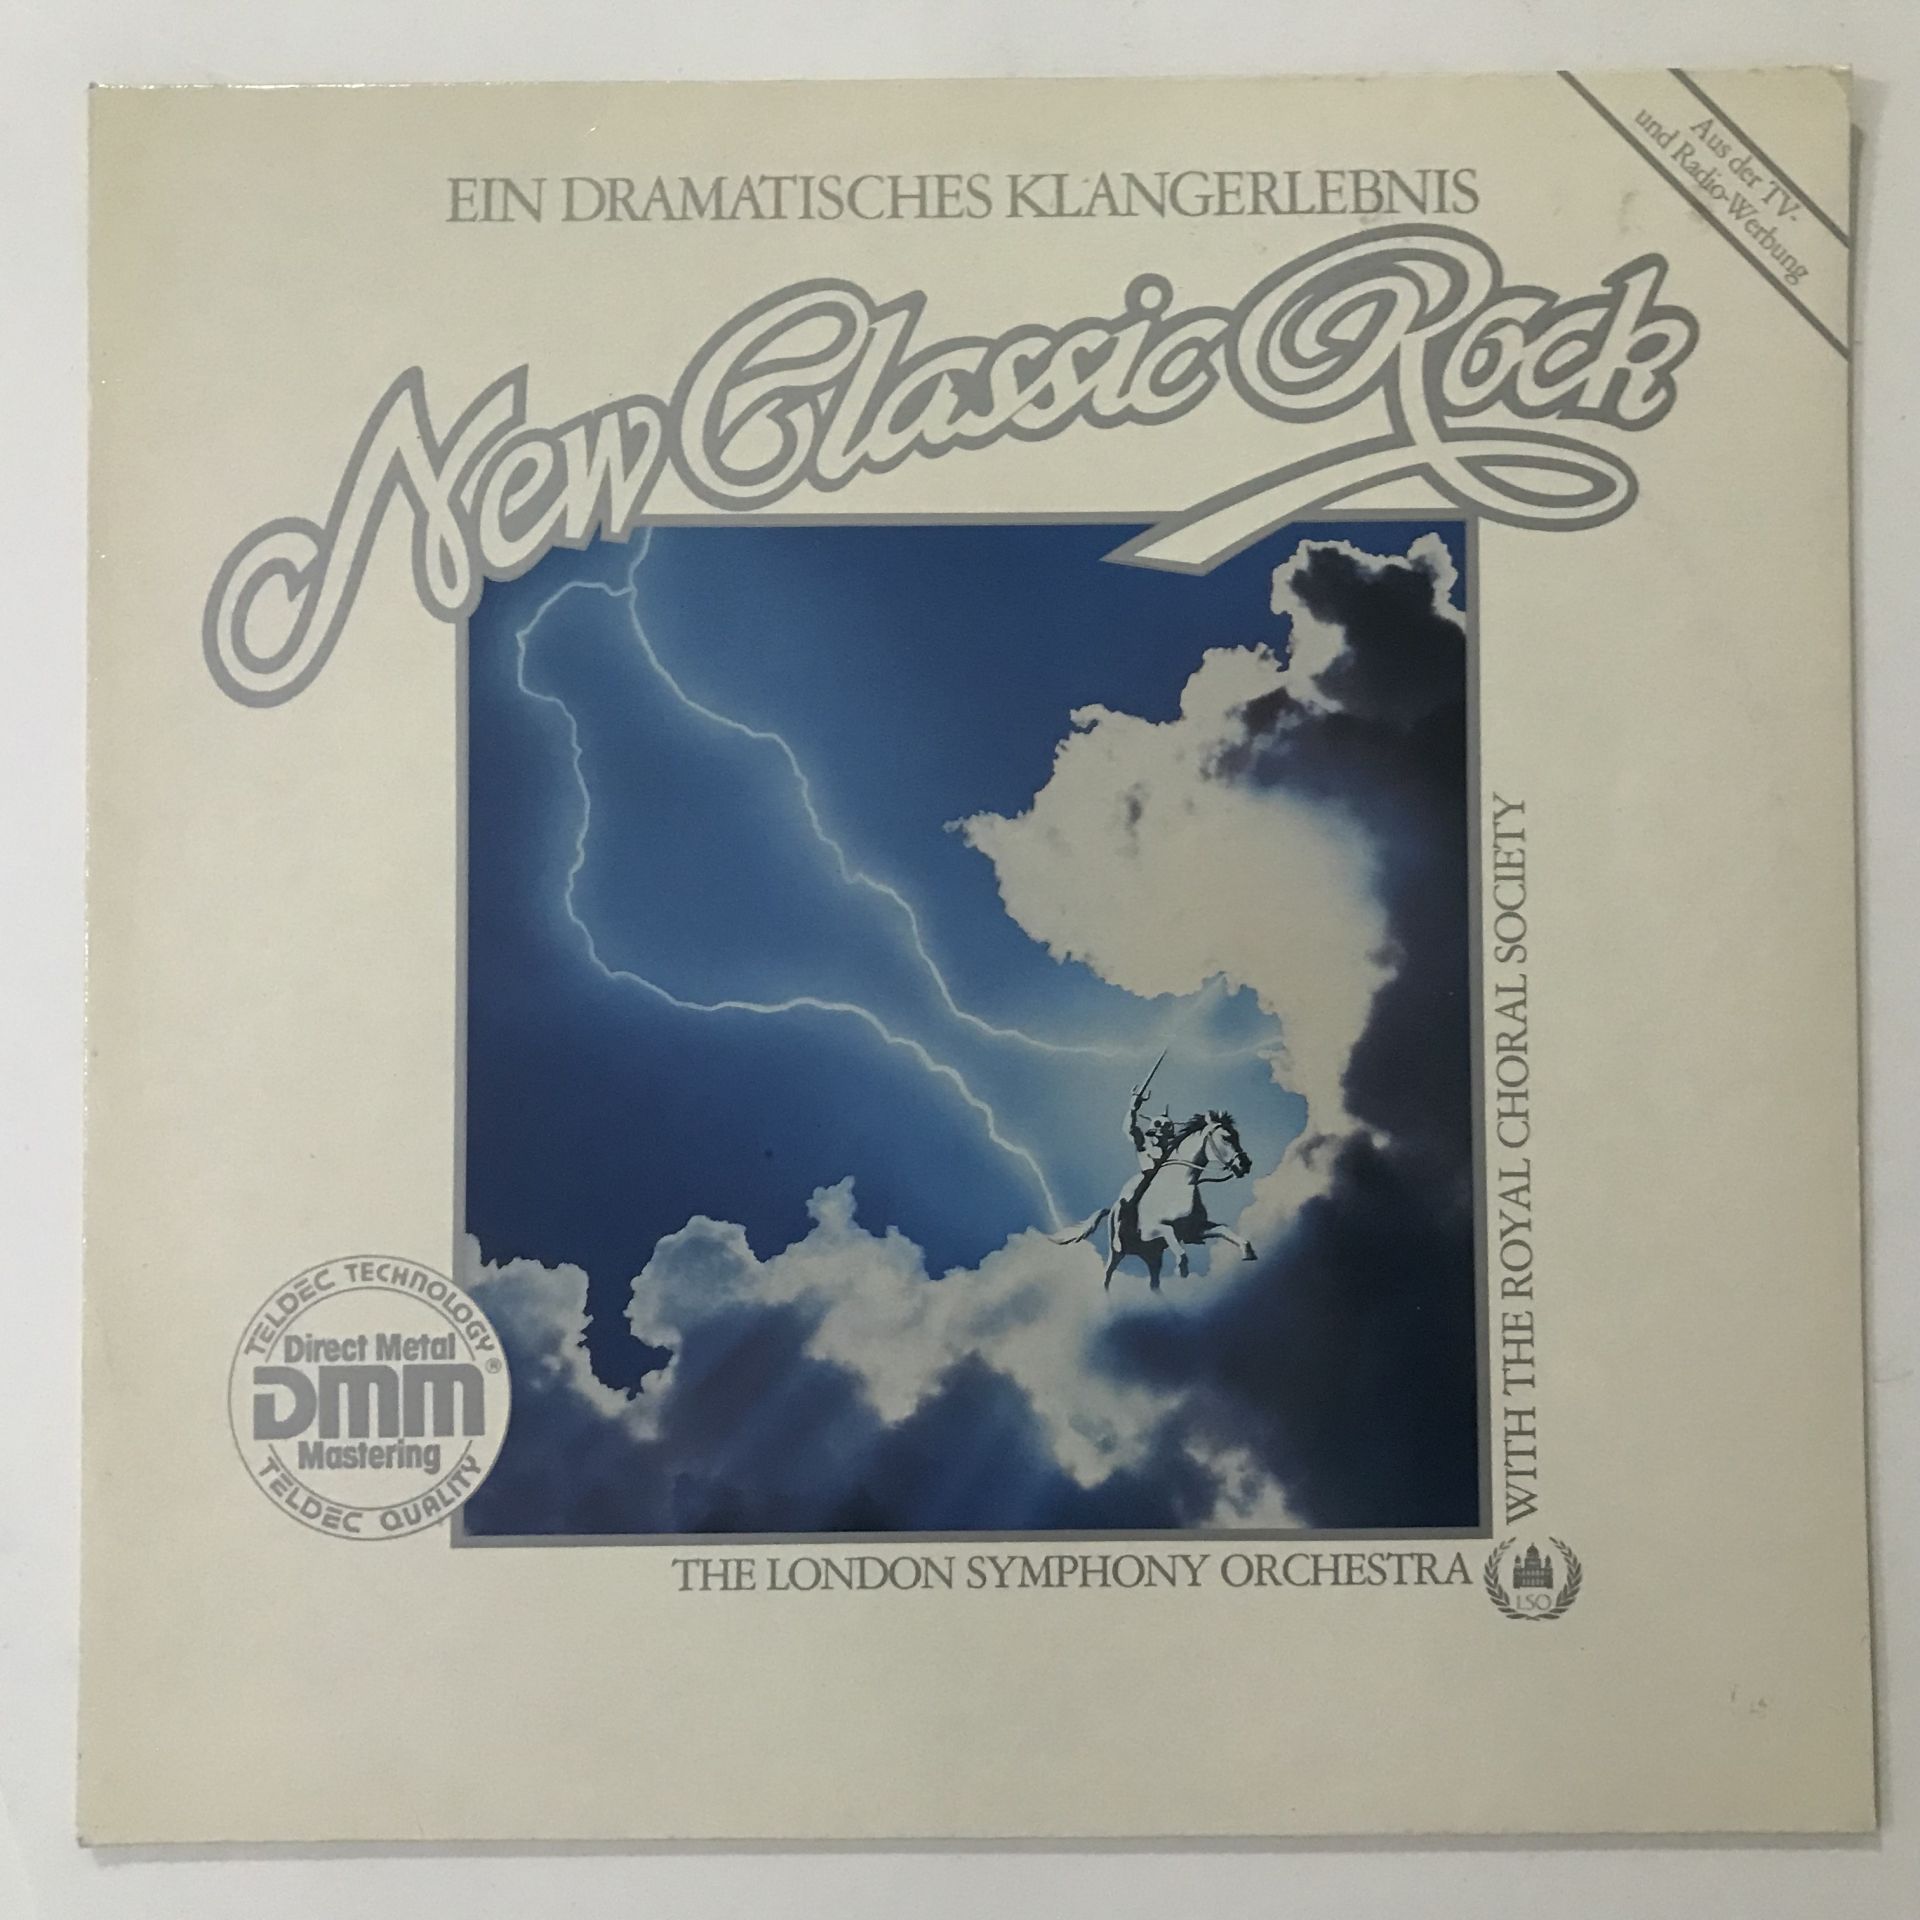 Aus der TV-
und Radio-Werbung
EIN DRAMATISCHES KLANGERLEBNIS
New Classic Rock
WITH THE ROYAL CHORAL SOCIETY
TELDEC TECHNOLOGY
Direct Metal
DMM®
Mastering
TELDEC QUALITY
THE LONDON SYMPHONY ORCHESTRA
LSO